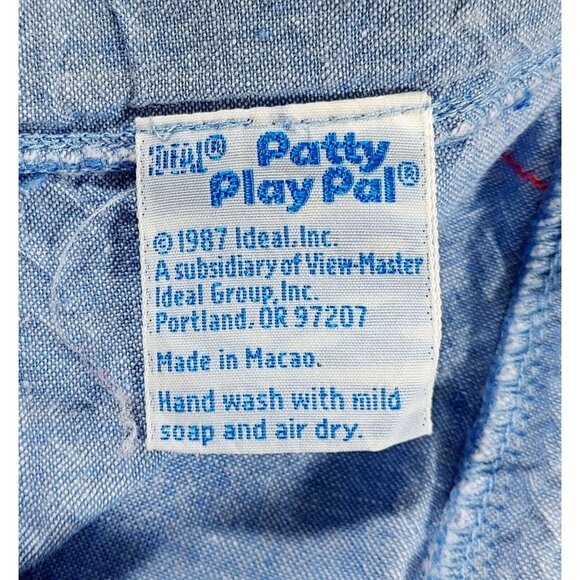 IDEAL® Patty
Play Pal®
© 1987 Ideal.Inc.
A subsidiary of View-Master
Ideal Group,Inc.
Portland, OR 97207
Made in Macao.
Hand wash with mild
soap and air dry.